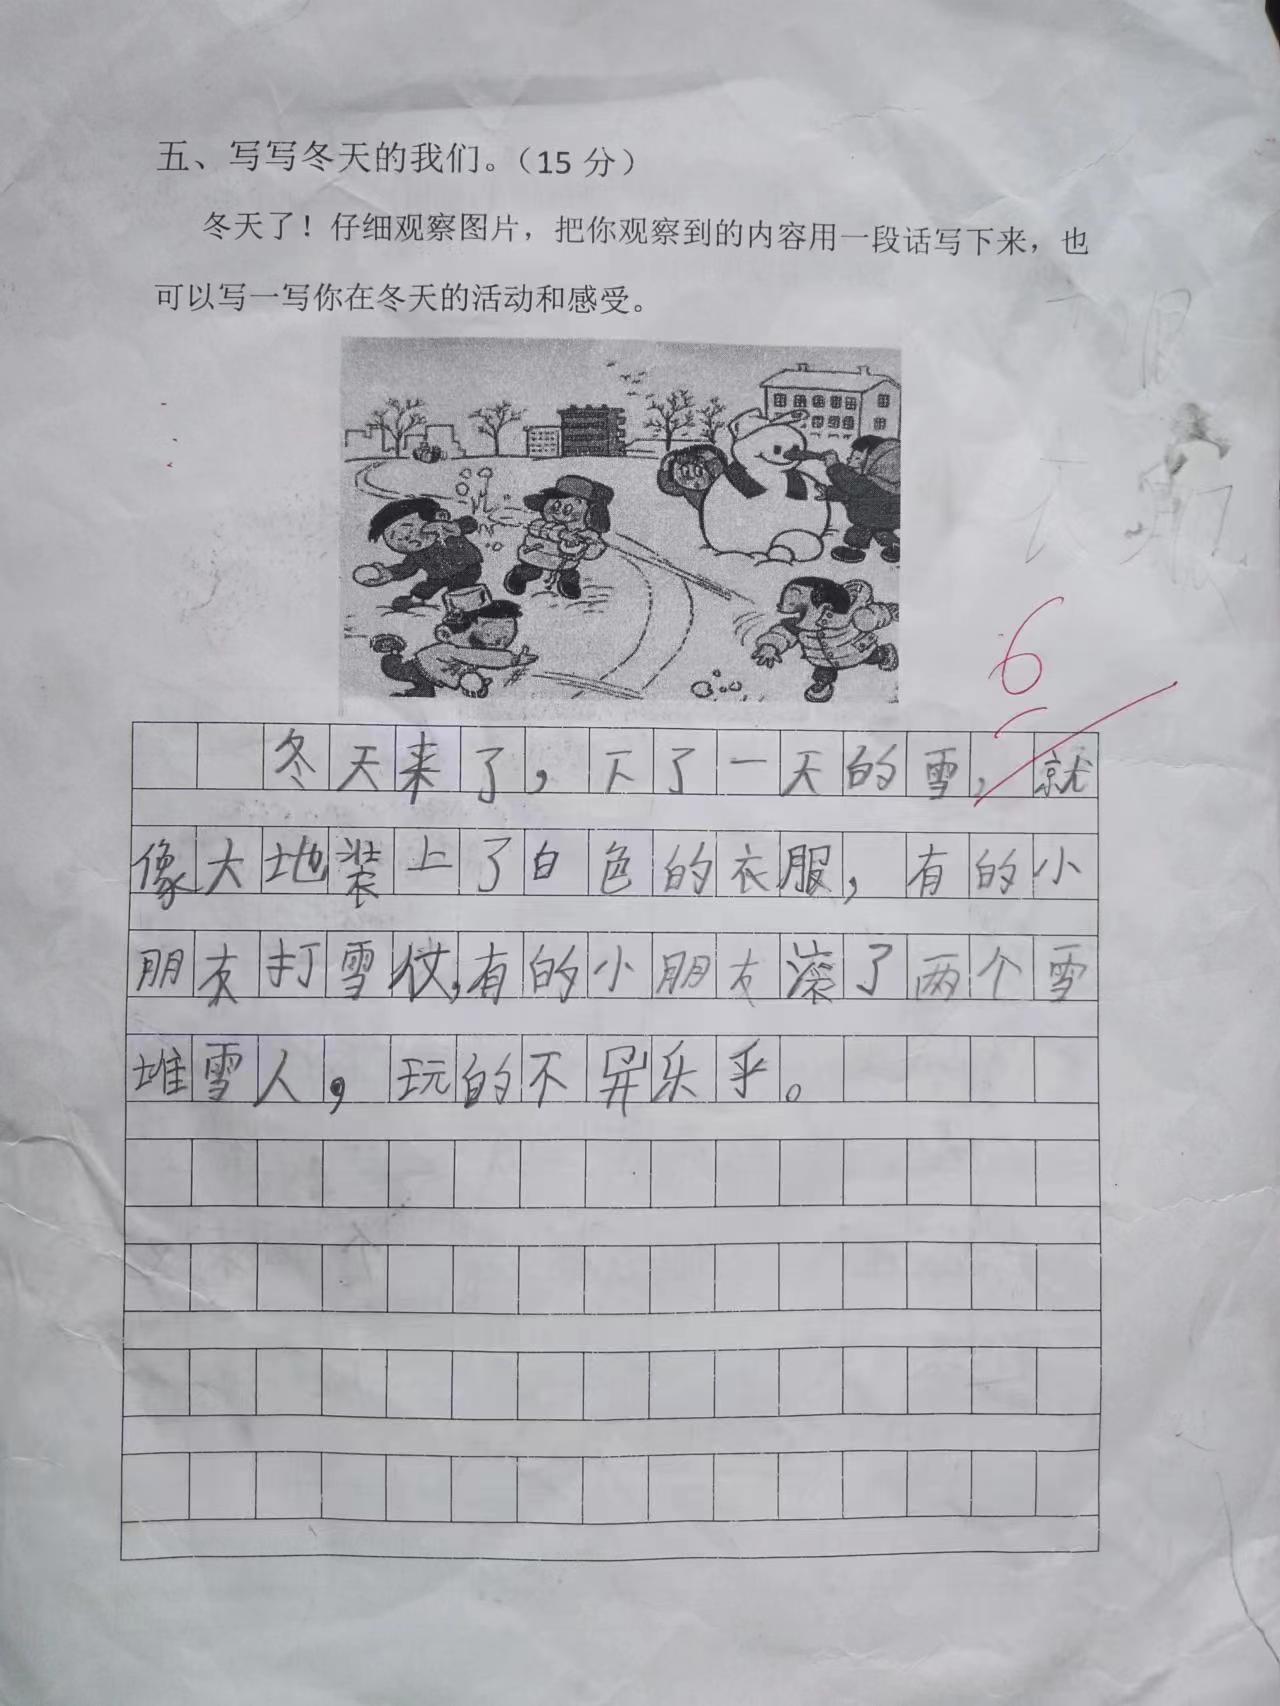 五、写写冬天的我们。（15 分）
冬天了！仔细观察图片，把你观察到的内容用一段话写下来，也
可以写一写你在冬天的活动和感受。
6
冬天来了，下了一天的雪，就
像大地装上了白色的衣服，有的小
朋友打雪仗，有的小朋友滚了两个雪
堆雪人，玩的不异乐乎。